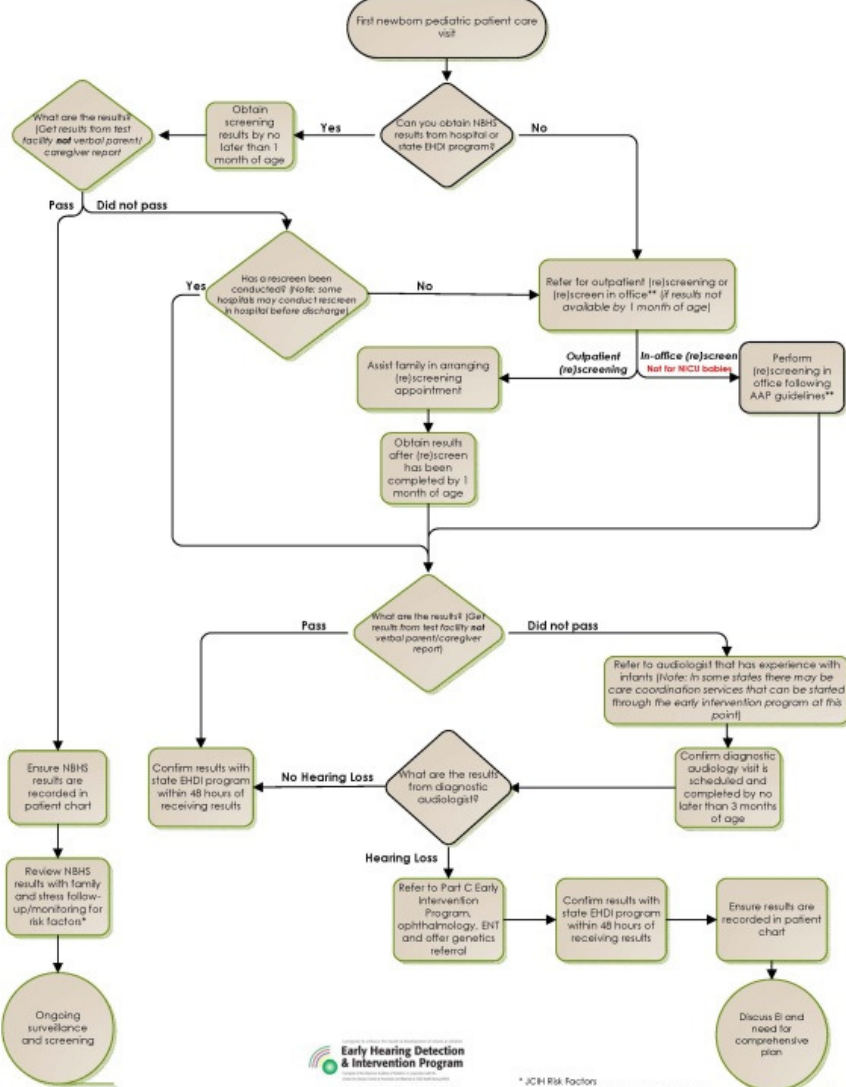 First newborn pediatric patient care
visit
Can you obtain NBHS
results from hospital or
state EHDI program?
Yes
No
Obtain
screening
results by no
later than 1
month of age
What are the results?
(Get results from test
facility not verbal parent/
caregiver report
Pass
Did not pass
Has a rescreen been
conducted? (Note: some
hospitals may conduct rescreen
in hospital before discharge)
Yes
No
Refer for outpatient (re)screening or
(re)screen in office** (if results not
available by 1 month of age)
Outpatient
(re)screening
In-office (re)screen
Not for NICU babies
Assist family in arranging
(re)screening
appointment
Perform
(re)screening in
office following
AAP guidelines**
Obtain results
after (re)screen
has been
completed by 1
month of age
What are the results? (Get
results from test facility not
verbal parent/caregiver
report)
Pass
Did not pass
Refer to audiologist that has experience with
infants (Note: In some states there may be
care coordination services that can be started
through the early intervention program at this
point)
Confirm diagnostic
audiology visit is
scheduled and
completed by no
later than 3 months
of age
What are the results
from diagnostic
audiologist?
No Hearing Loss
Confirm results with
state EHDI program
within 48 hours of
receiving results
Ensure NBHS
results are
recorded in
patient chart
Hearing Loss
Review NBHS
results with family
and stress follow-
up/monitoring for
risk factors*
Refer to Part C Early
Intervention
Program,
ophthalmology, ENT
and offer genetics
referral
Confirm results with
state EHDI program
within 48 hours of
receiving results
Ensure results are
recorded in patient
chart
Ongoing
surveillance
and screening
Discuss EI and
need for
comprehensive
plan
Early Hearing Detection
& Intervention Program
* JCIH Risk Factors